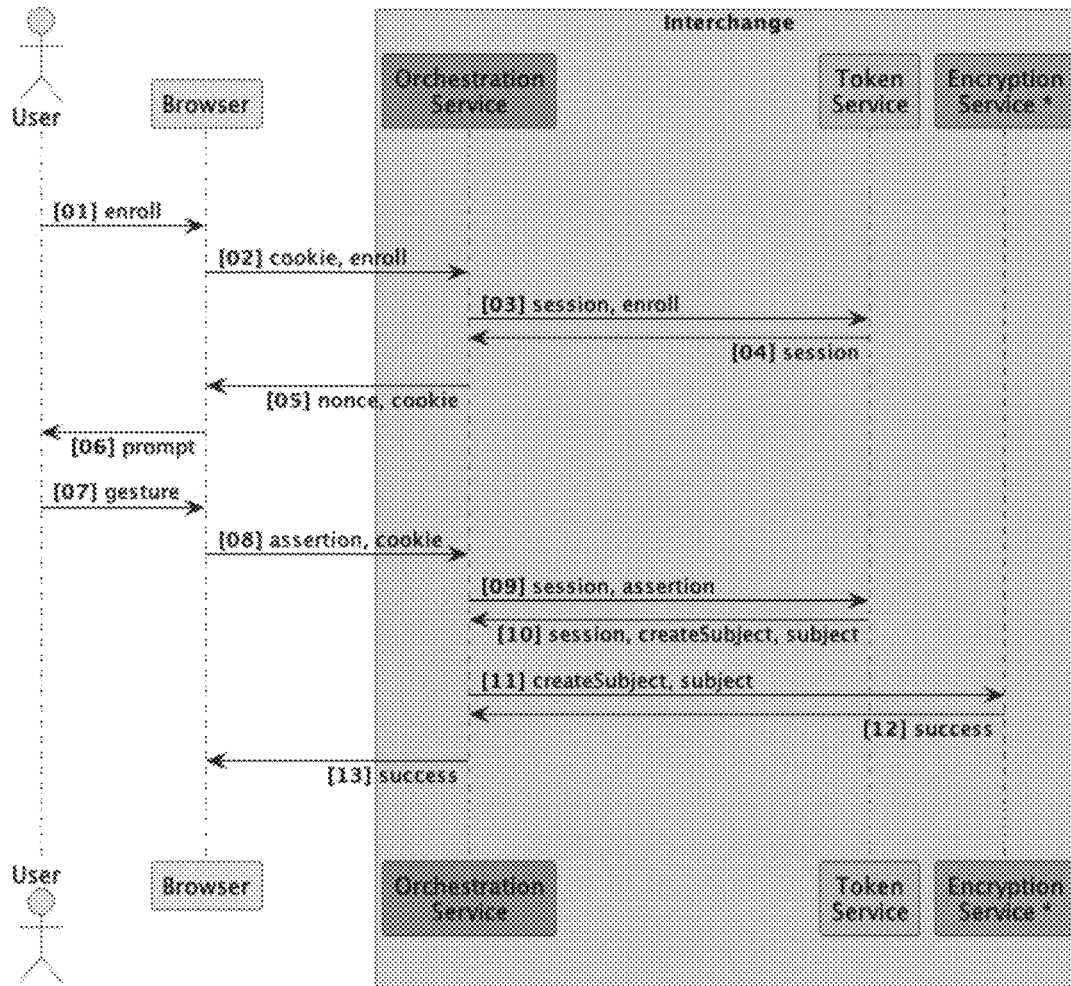 Interchange
User
Browser
Orchestration
Service
Token
Service
Encryption
Service *
[01] enroll
[02] cookie, enroll
[03] session, enroll
[04] session
[05] nonce, cookie
[06] prompt
[07] gesture
[08] assertion, cookie
[09] session, assertion
[10] session, createSubject, subject
[11] createSubject, subject
[12] success
[13] success
User
Browser
Orchestration
Service
Token
Service
Encryption
Service *